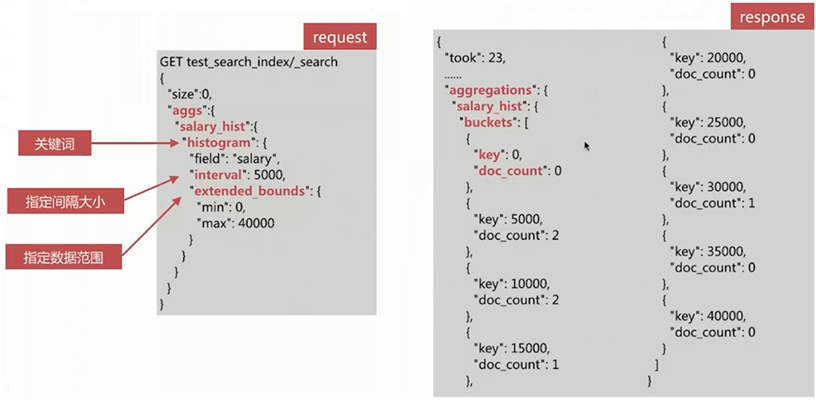 request
GET test_search_index/_search
{
"size":0,
"aggs":{
"salary_hist":{
"histogram": {
"field": "salary",
"interval": 5000,
"extended_bounds": {
"min": 0,
"max": 40000
}
}
}
}
}
关键词
指定间隔大小
指定数据范围
response
{
"took": 23,
......
"aggregations": {
"salary_hist": {
"buckets": [
{
"key": 0,
"doc_count": 0
},
{
"key": 5000,
"doc_count": 2
},
{
"key": 10000,
"doc_count": 2
},
{
"key": 15000,
"doc_count": 1
},
{
"key": 20000,
"doc_count": 0
},
{
"key": 25000,
"doc_count": 0
},
{
"key": 30000,
"doc_count": 1
},
{
"key": 35000,
"doc_count": 0
},
{
"key": 40000,
"doc_count": 0
}
]
}